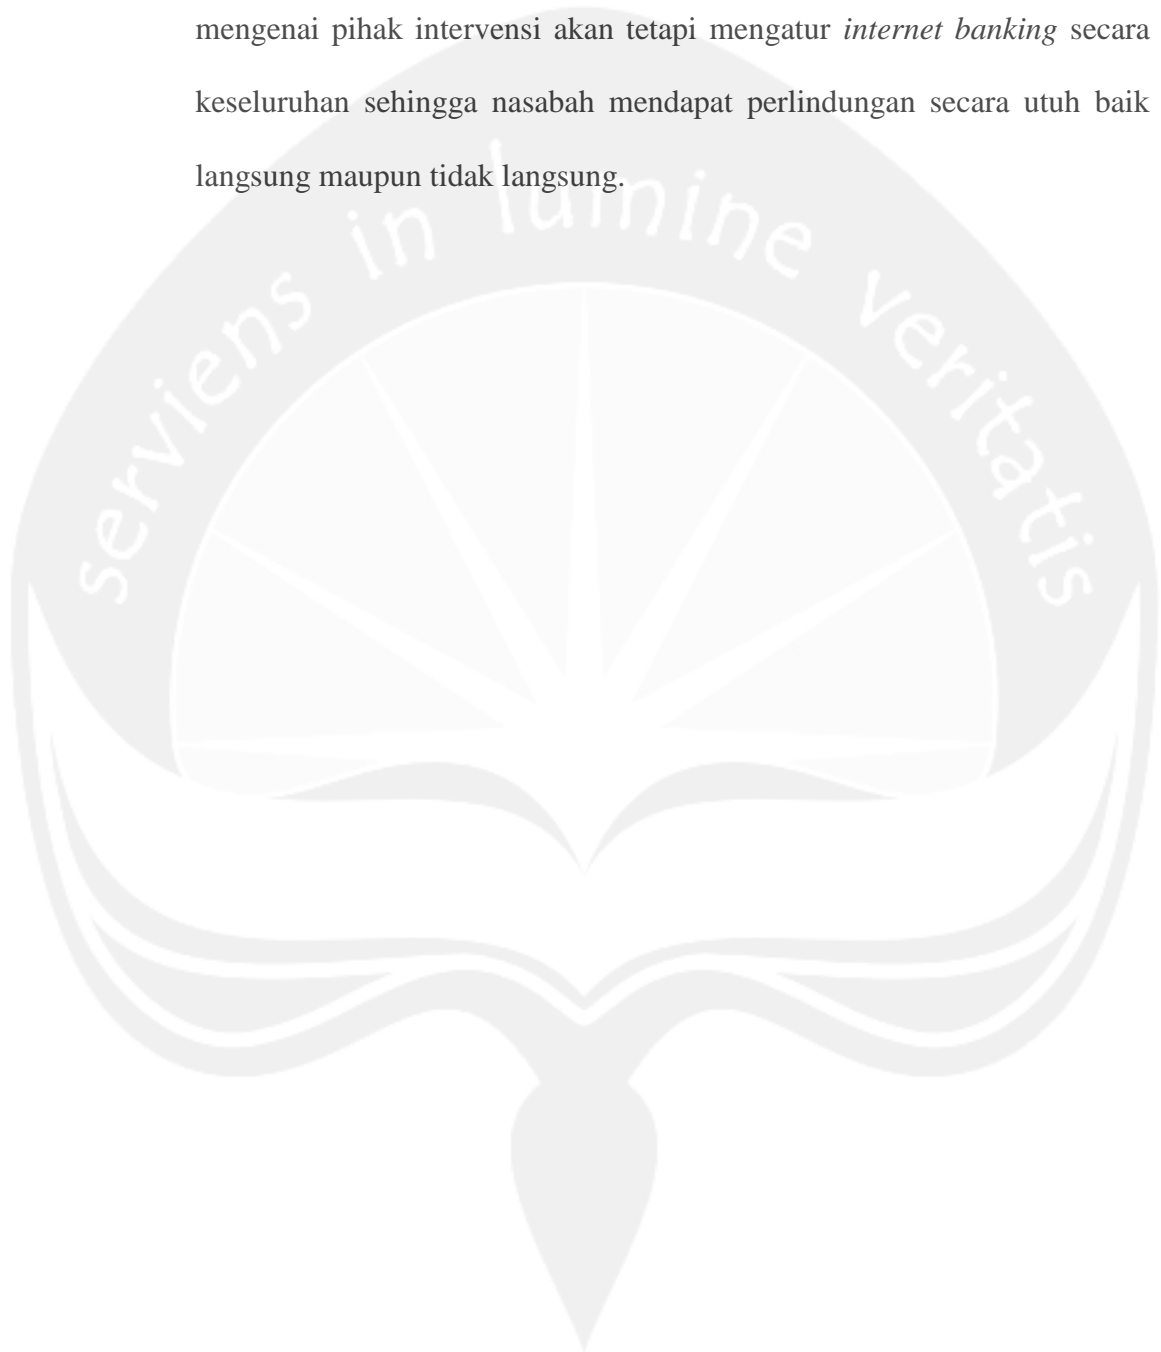 mengenai pihak intervensi akan tetapi mengatur internet banking secara
keseluruhan sehingga nasabah mendapat perlindungan secara utuh baik
langsung maupun tidak langsung.
serviens in lumine veritatis